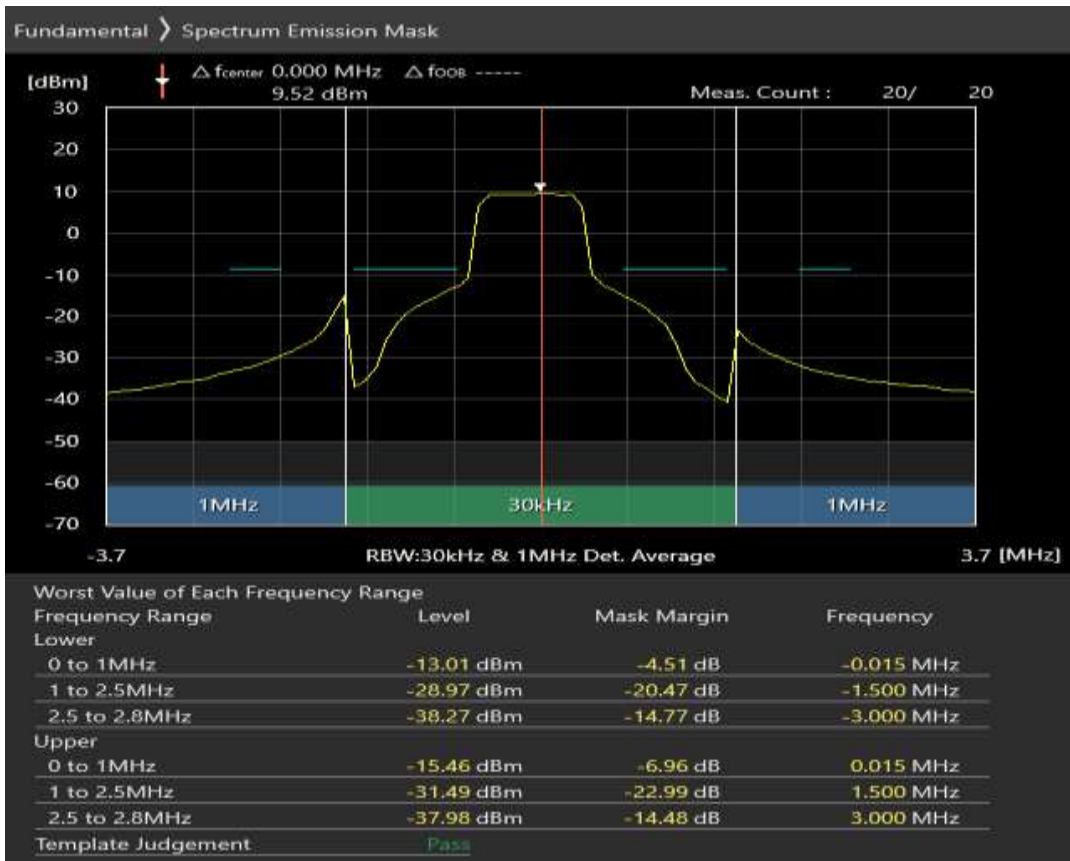 Fundamental 〉 Spectrum Emission Mask
[dBm] △ fcenter 0.000 MHz △ fOOB -----
9.52 dBm Meas. Count : 20/ 20
30
20
10
0
-10
-20
-30
-40
-50
-60
1MHz 30kHz 1MHz
-70
-3.7 RBW:30kHz & 1MHz Det. Average 3.7 [MHz]
Worst Value of Each Frequency Range
Frequency Range Level Mask Margin Frequency
Lower
0 to 1MHz -13.01 dBm -4.51 dB -0.015 MHz
1 to 2.5MHz -28.97 dBm -20.47 dB -1.500 MHz
2.5 to 2.8MHz -38.27 dBm -14.77 dB -3.000 MHz
Upper
0 to 1MHz -15.46 dBm -6.96 dB 0.015 MHz
1 to 2.5MHz -31.49 dBm -22.99 dB 1.500 MHz
2.5 to 2.8MHz -37.98 dBm -14.48 dB 3.000 MHz
Template Judgement Pass